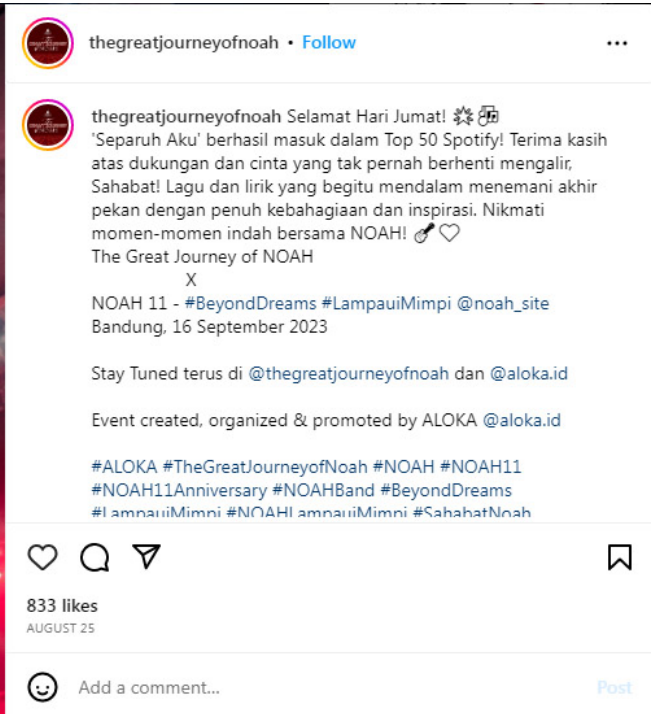 thegreatjourneyofnoah • Follow
thegreatjourneyofnoah Selamat Hari Jumat!
'Separuh Aku' berhasil masuk dalam Top 50 Spotify! Terima kasih
atas dukungan dan cinta yang tak pernah berhenti mengalir,
Sahabat! Lagu dan lirik yang begitu mendalam menemani akhir
pekan dengan penuh kebahagiaan dan inspirasi. Nikmati
momen-momen indah bersama NOAH!
The Great Journey of NOAH
X
NOAH 11 - #BeyondDreams #LampauiMimpi @noah_site
Bandung, 16 September 2023
Stay Tuned terus di @thegreatjourneyofnoah dan @aloka.id
Event created, organized & promoted by ALOKA @aloka.id
#ALOKA #TheGreatJourneyofNoah #NOAH #NOAH11
#NOAH11Anniversary #NOAHBand #BeyondDreams
#LampauiMimpi #NOAHLampauiMimpi #SahabatNoah
833 likes
AUGUST 25
Add a comment...
Post